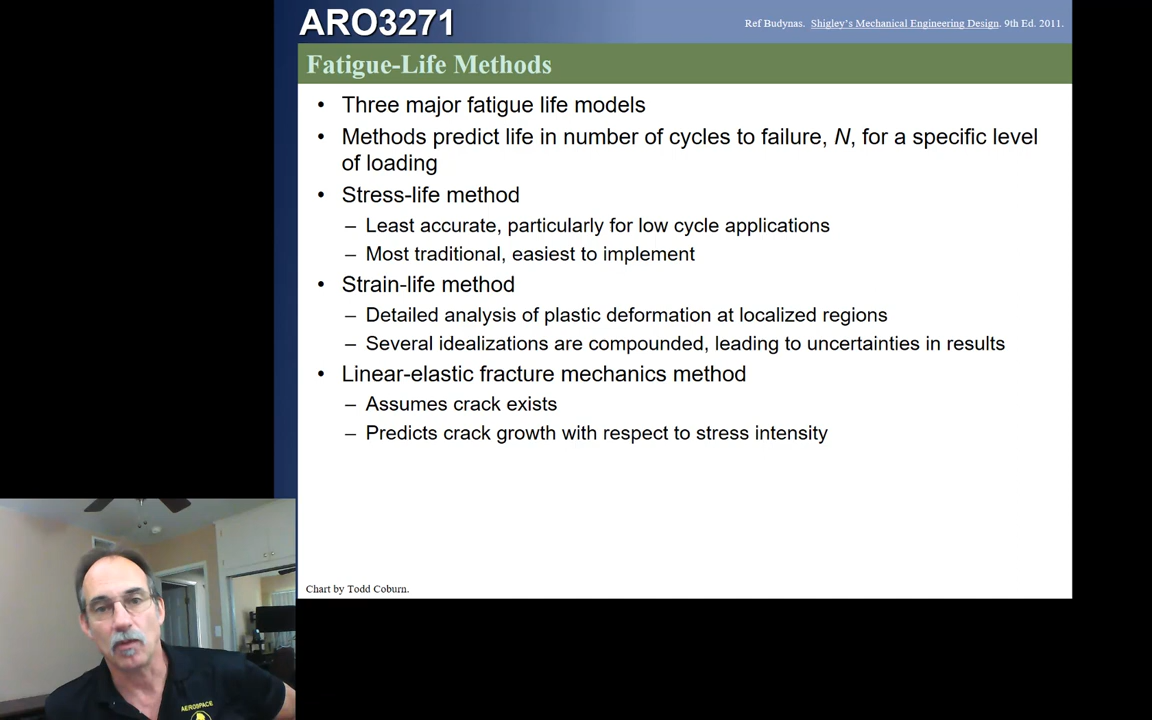 ARO3271
Ref Budynas. Shigley's Mechanical Engineering Design. 9th Ed. 2011.
Fatigue-Life Methods
• Three major fatigue life models
• Methods predict life in number of cycles to failure, N, for a specific level
of loading
• Stress-life method
– Least accurate, particularly for low cycle applications
– Most traditional, easiest to implement
• Strain-life method
– Detailed analysis of plastic deformation at localized regions
– Several idealizations are compounded, leading to uncertainties in results
• Linear-elastic fracture mechanics method
– Assumes crack exists
– Predicts crack growth with respect to stress intensity
Chart by Todd Coburn.
AEROSPACE